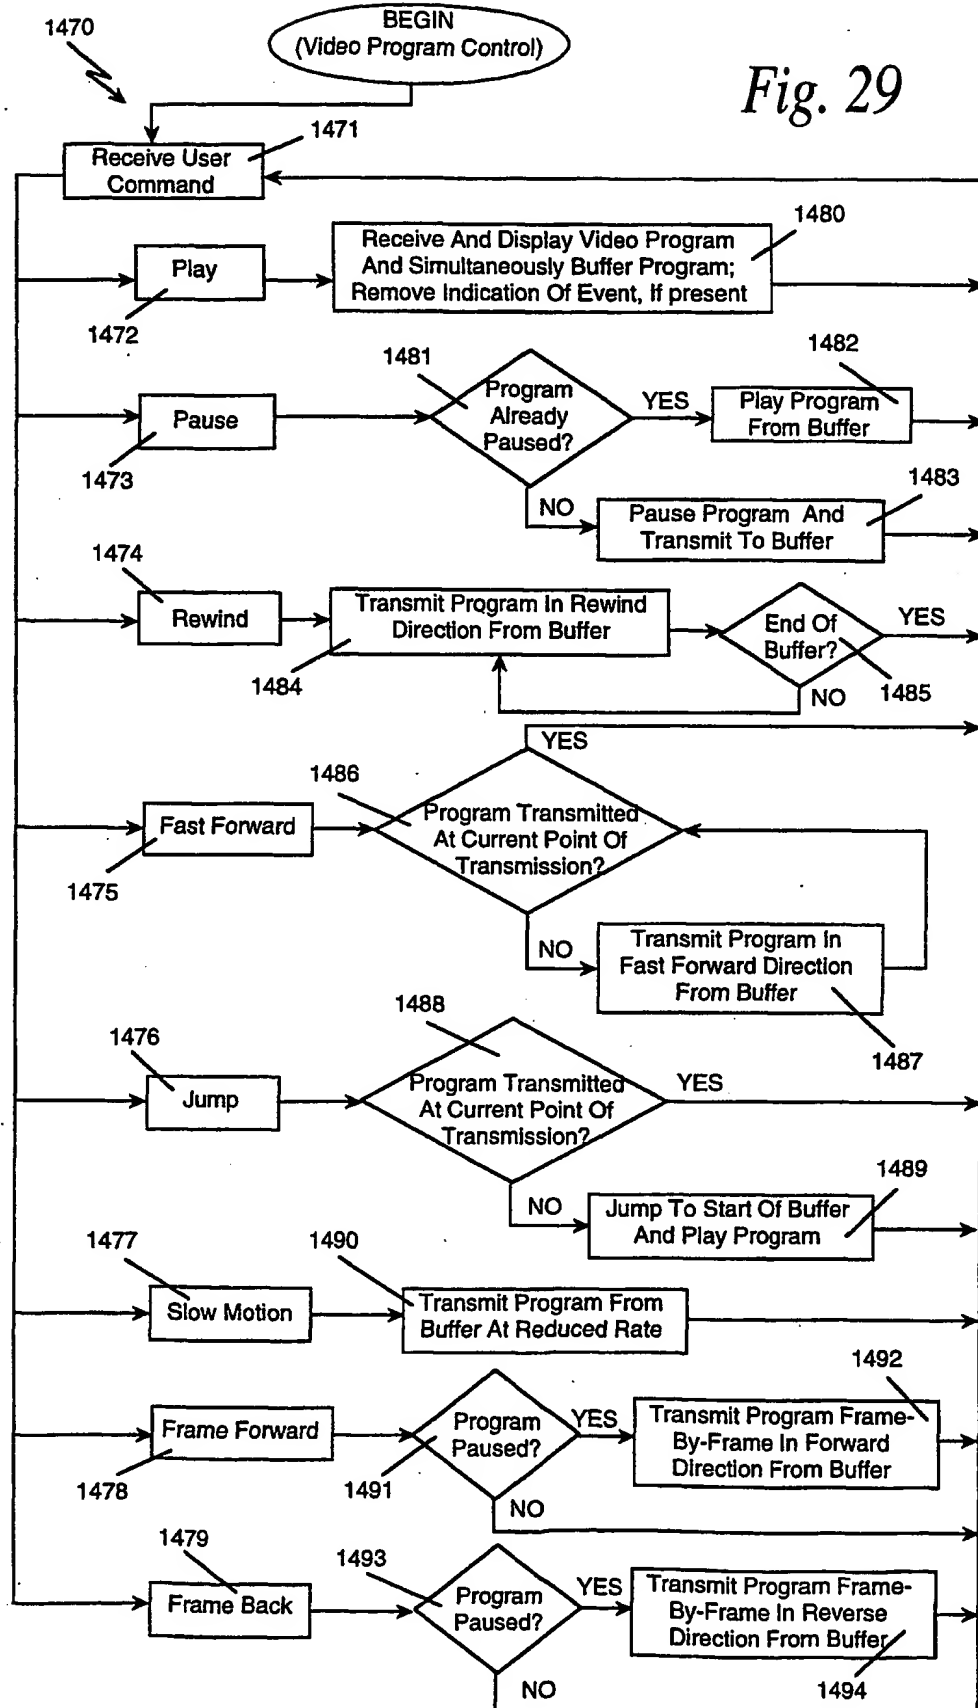 1470
BEGIN
(Video Program Control)
Fig. 29
1471
Receive User
Command
1480
Play
1472
Receive And Display Video Program
And Simultaneously Buffer Program;
Remove Indication Of Event, If present
1481
1482
Pause
1473
Program
Already
Paused?
YES
Play Program
From Buffer
NO
1483
Pause Program And
Transmit To Buffer
1474
Rewind
Transmit Program In Rewind
Direction From Buffer
1484
End Of
Buffer?
YES
1485
NO
YES
1486
Fast Forward
1475
Program Transmitted
At Current Point Of
Transmission?
NO
Transmit Program In
Fast Forward Direction
From Buffer
1487
1488
1476
Jump
Program Transmitted
At Current Point Of
Transmission?
YES
NO
1489
Jump To Start Of Buffer
And Play Program
1477
1490
Slow Motion
Transmit Program From
Buffer At Reduced Rate
1492
Frame Forward
1478
Program
Paused?
1491
YES
Transmit Program Frame-
By-Frame In Forward
Direction From Buffer
NO
1479
1493
Frame Back
Program
Paused?
YES
Transmit Program Frame-
By-Frame In Reverse
Direction From Buffer
1494
NO